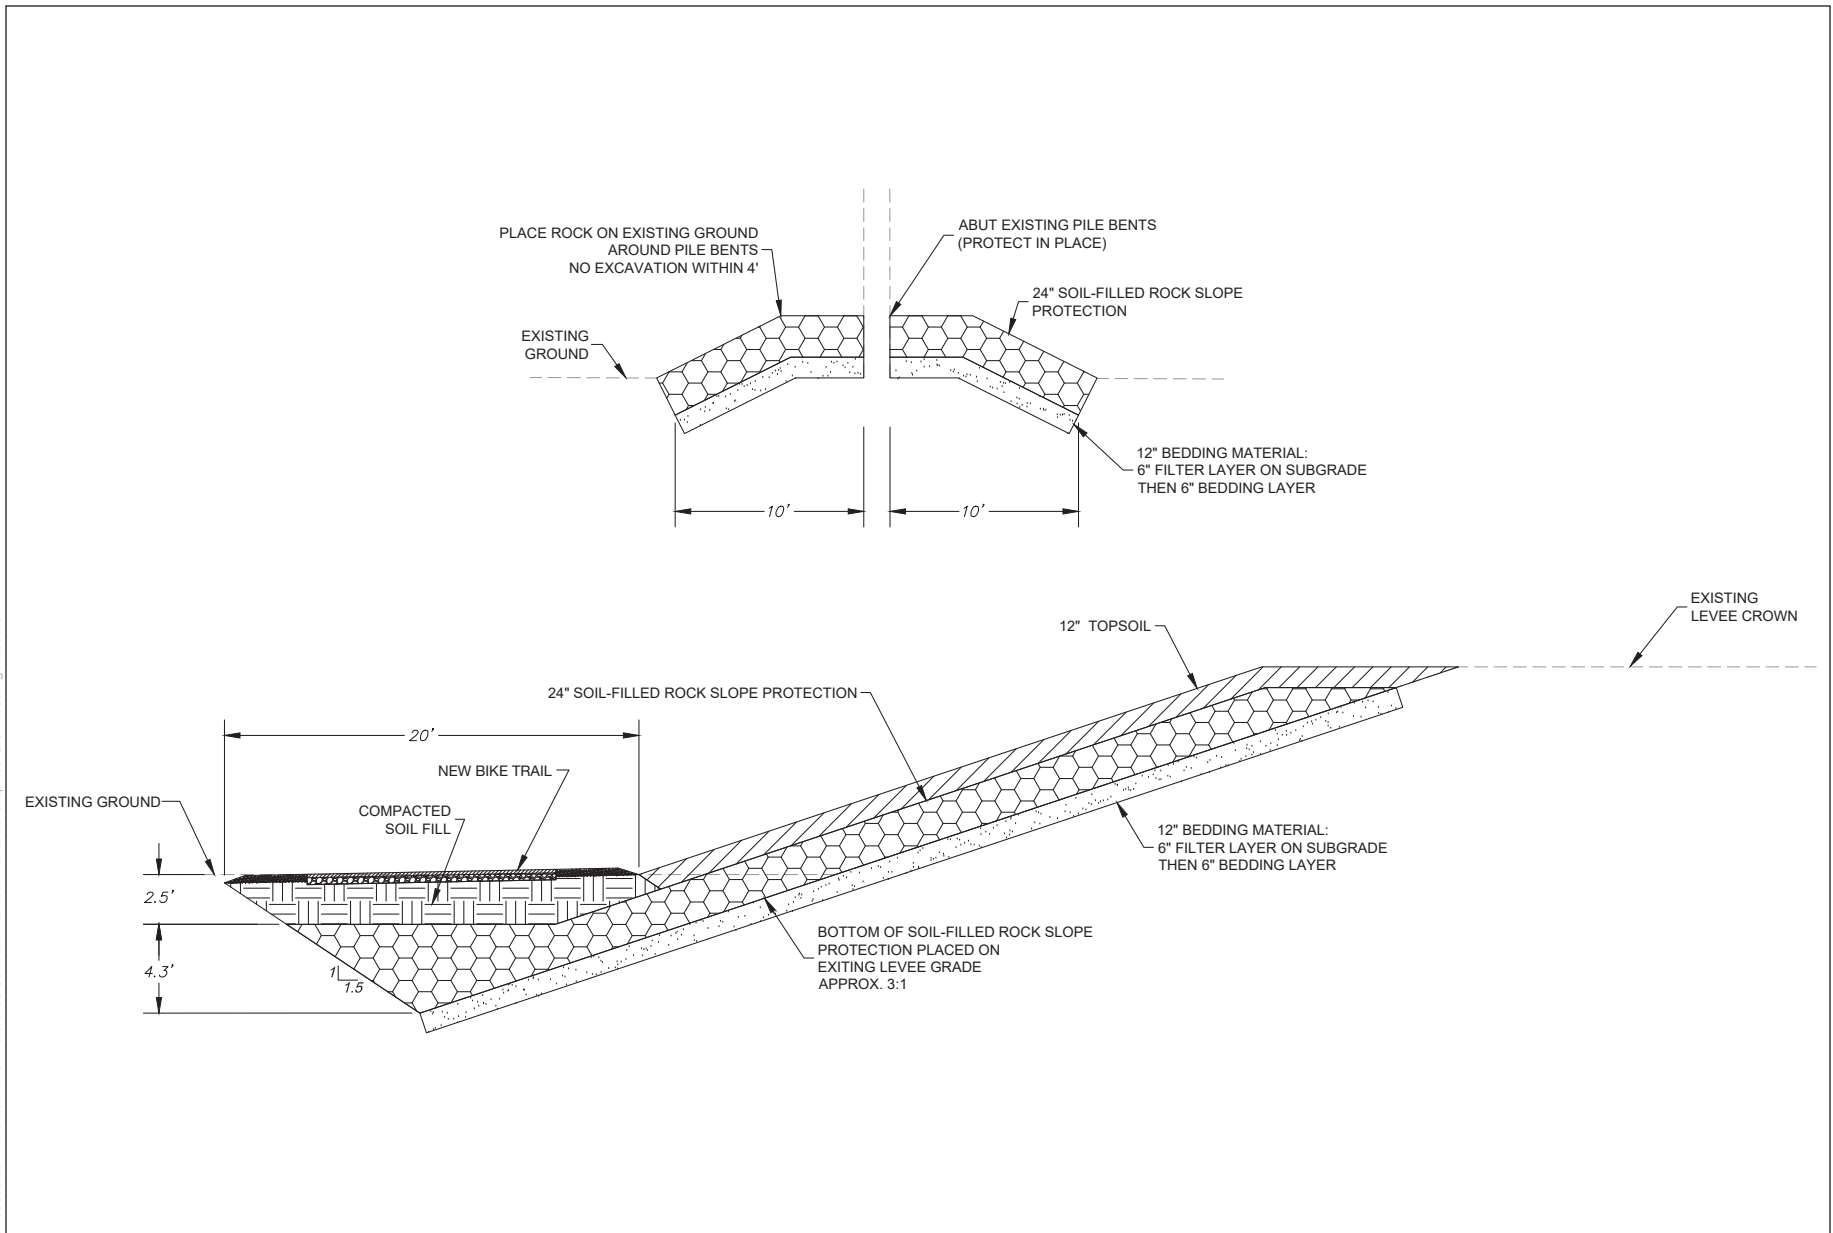 PLACE ROCK ON EXISTING GROUND
AROUND PILE BENTS
NO EXCAVATION WITHIN 4'
ABUT EXISTING PILE BENTS
(PROTECT IN PLACE)
24" SOIL-FILLED ROCK SLOPE
PROTECTION
EXISTING
GROUND
12" BEDDING MATERIAL:
6" FILTER LAYER ON SUBGRADE
THEN 6" BEDDING LAYER
10'
10'
EXISTING
LEVEE CROWN
12" TOPSOIL
24" SOIL-FILLED ROCK SLOPE PROTECTION
20'
NEW BIKE TRAIL
EXISTING GROUND
COMPACTED
SOIL FILL
12" BEDDING MATERIAL:
6" FILTER LAYER ON SUBGRADE
THEN 6" BEDDING LAYER
2.5'
4.3'
1
1.5
BOTTOM OF SOIL-FILLED ROCK SLOPE
PROTECTION PLACED ON
EXITING LEVEE GRADE
APPROX. 3:1